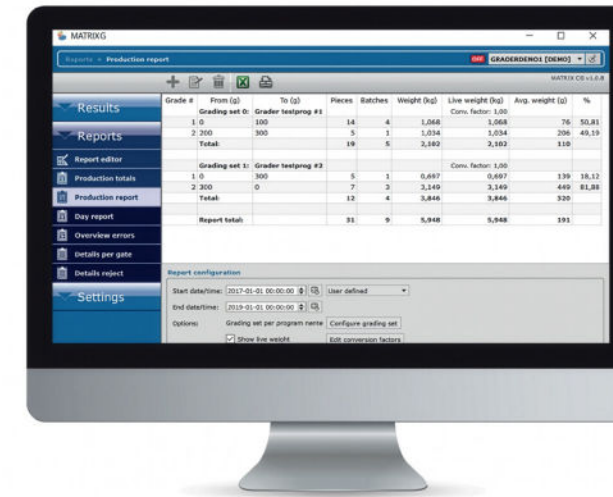 MATRIXG
Reports » Production report
OFF GRADERDEMO1 [DEMO]
MATRIX CIS v1.0.8
Results
Reports
Report editor
Production totals
Production report
Day report
Overview errors
Details per gate
Details reject
Settings
Grade # From (g) To (g) Pieces Batches Weight (kg) Live weight (kg) Avg. weight (g) %
Grading set 0: Grader testprog #1 Conv. factor: 1,00
1 0 100 14 4 1,068 1,068 76 50,81
2 200 300 5 1 1,034 1,034 206 49,19
Total: 19 5 2,102 2,102 110
Grading set 1: Grader testprog #2 Conv. factor: 1,00
1 0 300 5 1 0,697 0,697 139 18,12
2 300 0 7 3 3,149 3,149 449 81,88
Total: 12 4 3,846 3,846 320
Report total: 31 9 5,948 5,948 191
Report configuration
Start date/time: 2017-01-01 00:00:00 User defined
End date/time: 2019-01-01 00:00:00
Options: Grading set per program name Configure grading set
Show live weight Edit conversion factors